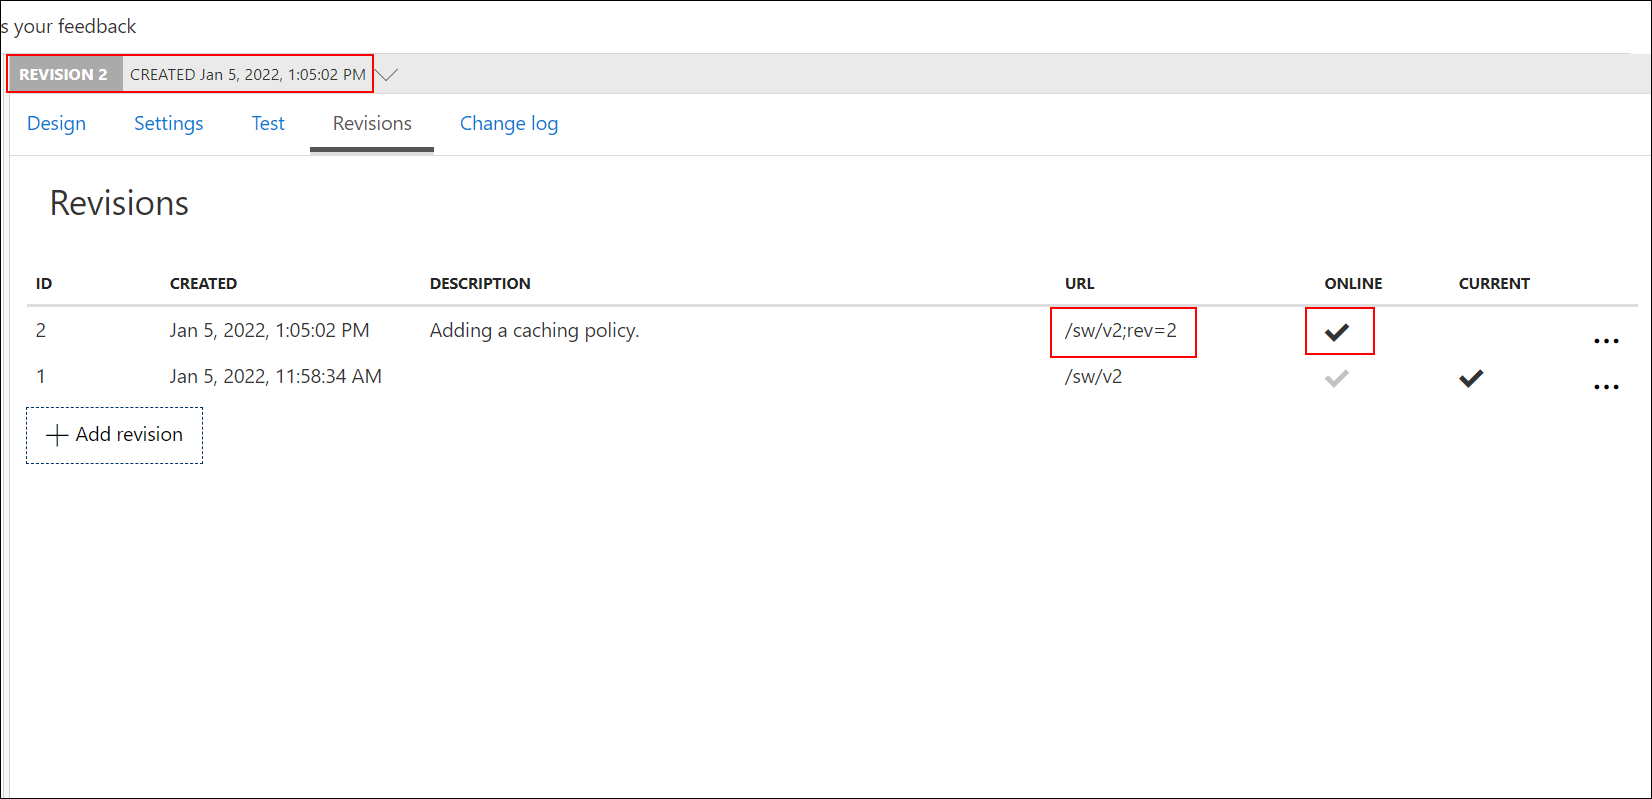 s your feedback
REVISION 2 CREATED Jan 5, 2022, 1:05:02 PM
Design Settings Test Revisions Change log
Revisions
ID CREATED DESCRIPTION URL ONLINE CURRENT
2 Jan 5, 2022, 1:05:02 PM Adding a caching policy. /sw/v2;rev=2
1 Jan 5, 2022, 11:58:34 AM /sw/v2
Add revision